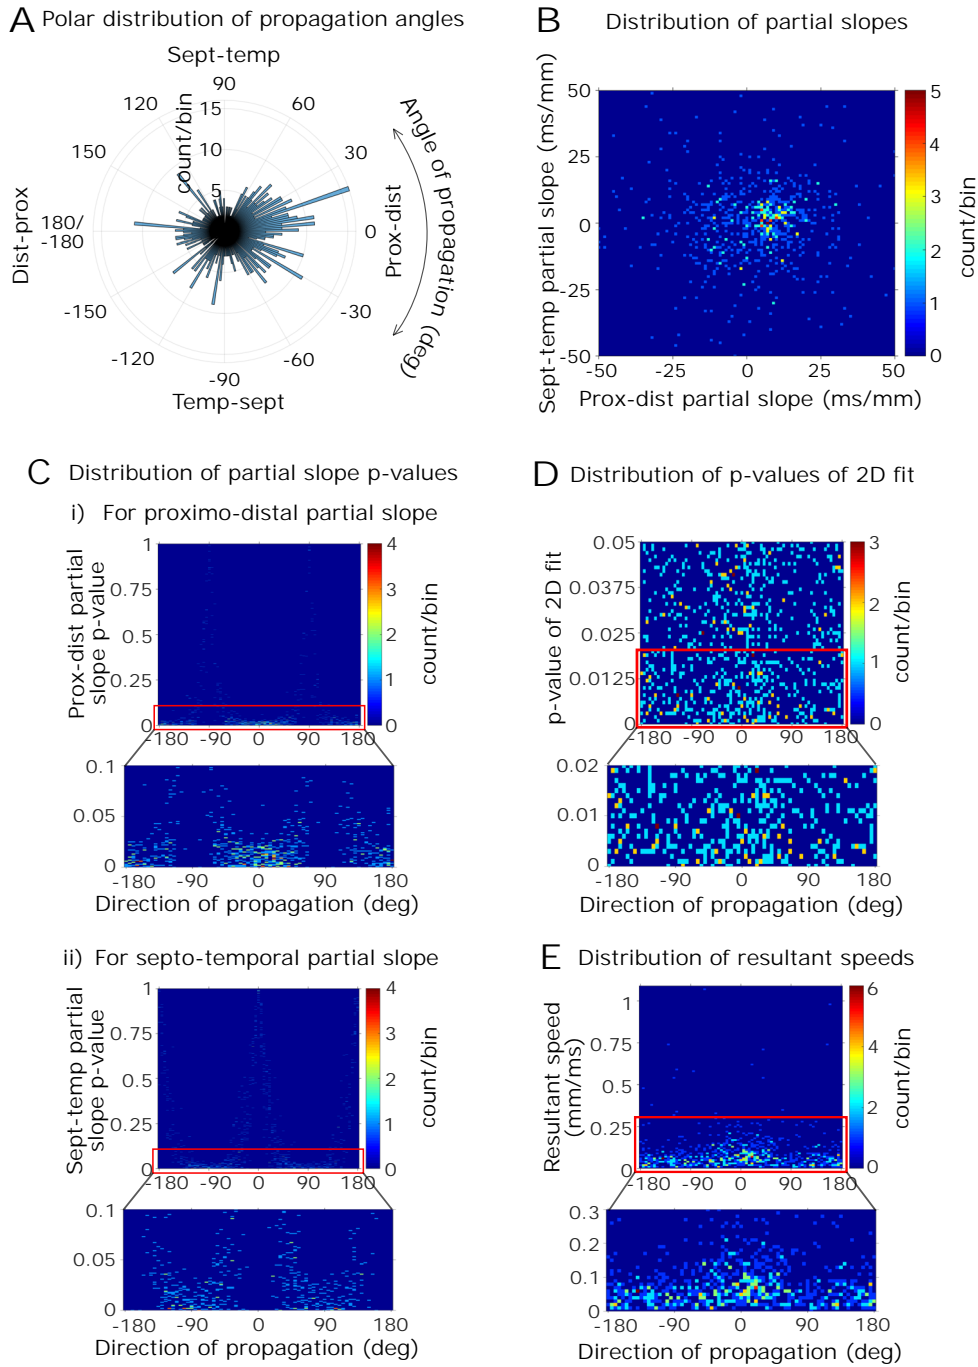 A Polar distribution of propagation angles
Sept-temp
90
120
60
150
30
180/
-180
0
-150
-30
-120
-60
-90
15
10
5
count/bin
Dist-prox
Prox-dist
Angle of propagation (deg)
Temp-sept
B Distribution of partial slopes
Sept-temp partial slope (ms/mm)
50
25
0
-25
-50
-50
-25
0
25
50
Prox-dist partial slope (ms/mm)
5
4
3
2
1
0
count/bin
C Distribution of partial slope p-values
i) For proximo-distal partial slope
Prox-dist partial
slope p-value
1
0.75
0.5
0.25
0
-180 -90 0 90 180
4
3
2
1
0
count/bin
0.1
0.05
0
-180 -90 0 90 180
Direction of propagation (deg)
ii) For septo-temporal partial slope
Sept-temp partial
slope p-value
1
0.75
0.5
0.25
0
-180 -90 0 90 180
4
3
2
1
0
count/bin
0.1
0.05
0
-180 -90 0 90 180
Direction of propagation (deg)
D Distribution of p-values of 2D fit
p-value of 2D fit
0.05
0.0375
0.025
0.0125
0
-180 -90 0 90 180
3
2
1
0
count/bin
0.02
0.01
0
-180 -90 0 90 180
Direction of propagation (deg)
E Distribution of resultant speeds
Resultant speed
(mm/ms)
1
0.75
0.5
0.25
0
-180 -90 0 90 180
6
4
2
0
count/bin
0.3
0.2
0.1
0
-180 -90 0 90 180
Direction of propagation (deg)